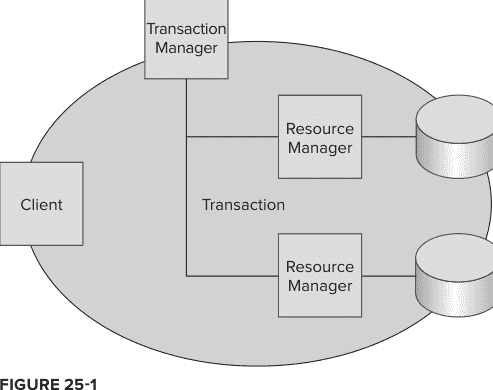 Transaction
Manager
Resource
Manager
Client
Transaction
Resource
Manager
FIGURE 25-1